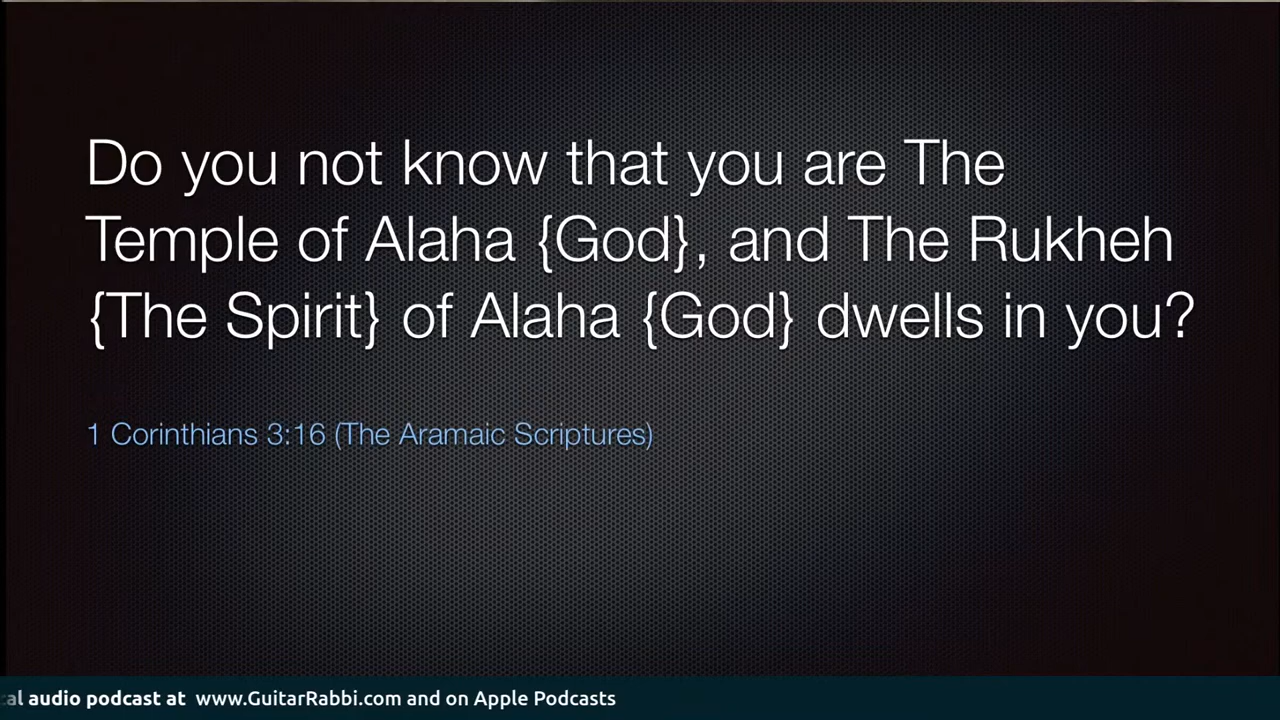 Do you not know that you are The
Temple of Alaha {God}, and The Rukheh
{The Spirit} of Alaha {God} dwells in you?
1 Corinthians 3:16 (The Aramaic Scriptures)
audio podcast at www.GuitarRabbi.com and on Apple Podcasts